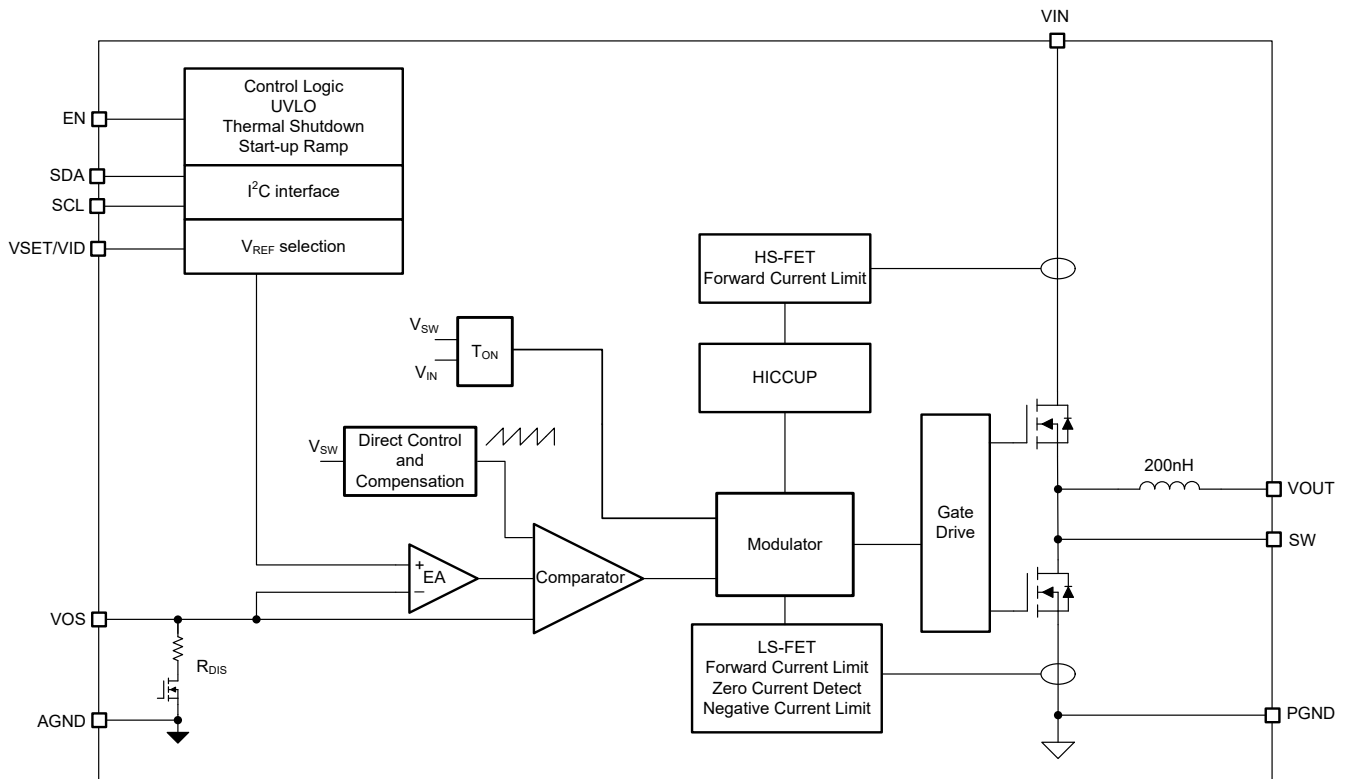 VIN
Control Logic
UVLO
Thermal Shutdown
Start-up Ramp
EN
SDA
I²C interface
SCL
VSET/VID
VREF selection
HS-FET
Forward Current Limit
VSW
TON
VIN
HICCUP
VSW
Direct Control
and
Compensation
200nH
VOUT
Gate
Drive
Modulator
SW
+
EA
−
Comparator
VOS
RDIS
LS-FET
Forward Current Limit
Zero Current Detect
Negative Current Limit
AGND
PGND